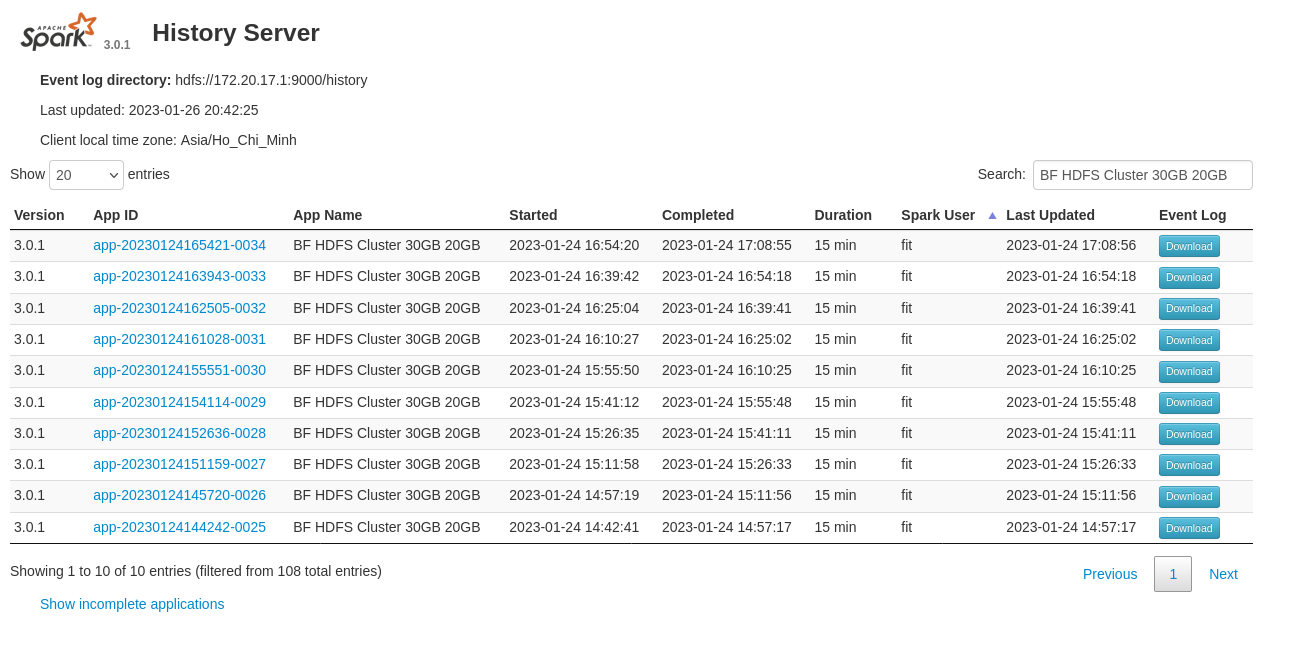 APACHE
Spark 3.0.1 History Server
Event log directory: hdfs://172.20.17.1:9000/history
Last updated: 2023-01-26 20:42:25
Client local time zone: Asia/Ho_Chi_Minh
Show 20 entries Search: BF HDFS Cluster 30GB 20GB
Version App ID App Name Started Completed Duration Spark User Last Updated Event Log
3.0.1 app-20230124165421-0034 BF HDFS Cluster 30GB 20GB 2023-01-24 16:54:20 2023-01-24 17:08:55 15 min fit 2023-01-24 17:08:56 Download
3.0.1 app-20230124163943-0033 BF HDFS Cluster 30GB 20GB 2023-01-24 16:39:42 2023-01-24 16:54:18 15 min fit 2023-01-24 16:54:18 Download
3.0.1 app-20230124162505-0032 BF HDFS Cluster 30GB 20GB 2023-01-24 16:25:04 2023-01-24 16:39:41 15 min fit 2023-01-24 16:39:41 Download
3.0.1 app-20230124161028-0031 BF HDFS Cluster 30GB 20GB 2023-01-24 16:10:27 2023-01-24 16:25:02 15 min fit 2023-01-24 16:25:02 Download
3.0.1 app-20230124155551-0030 BF HDFS Cluster 30GB 20GB 2023-01-24 15:55:50 2023-01-24 16:10:25 15 min fit 2023-01-24 16:10:25 Download
3.0.1 app-20230124154114-0029 BF HDFS Cluster 30GB 20GB 2023-01-24 15:41:12 2023-01-24 15:55:48 15 min fit 2023-01-24 15:55:48 Download
3.0.1 app-20230124152636-0028 BF HDFS Cluster 30GB 20GB 2023-01-24 15:26:35 2023-01-24 15:41:11 15 min fit 2023-01-24 15:41:11 Download
3.0.1 app-20230124151159-0027 BF HDFS Cluster 30GB 20GB 2023-01-24 15:11:58 2023-01-24 15:26:33 15 min fit 2023-01-24 15:26:33 Download
3.0.1 app-20230124145720-0026 BF HDFS Cluster 30GB 20GB 2023-01-24 14:57:19 2023-01-24 15:11:56 15 min fit 2023-01-24 15:11:56 Download
3.0.1 app-20230124144242-0025 BF HDFS Cluster 30GB 20GB 2023-01-24 14:42:41 2023-01-24 14:57:17 15 min fit 2023-01-24 14:57:17 Download
Showing 1 to 10 of 10 entries (filtered from 108 total entries) Previous 1 Next
Show incomplete applications